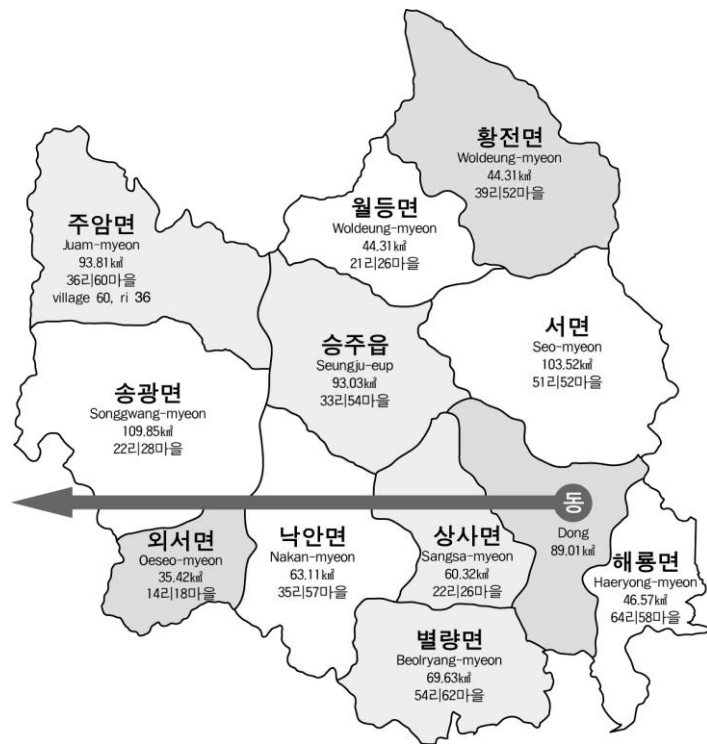 황전면
Woldeung-myeon
44.31㎢
39리52마을
월등면
Woldeung-myeon
44.31㎢
21리26마을
주암면
Juam-myeon
93.81㎢
36리60마을
village 60, ri 36
승주읍
Seungju-eup
93.03㎢
33리54마을
서면
Seo-myeon
103.52㎢
51리52마을
송광면
Songgwang-myeon
109.85㎢
22리28마을
동
Dong
89.01㎢
외서면
Oeseo-myeon
35.42㎢
14리18마을
낙안면
Nakan-myeon
63.11㎢
35리57마을
상사면
Sangsa-myeon
60.32㎢
22리26마을
해룡면
Haeryong-myeon
46.57㎢
64리58마을
별량면
Beolryang-myeon
69.63㎢
54리62마을